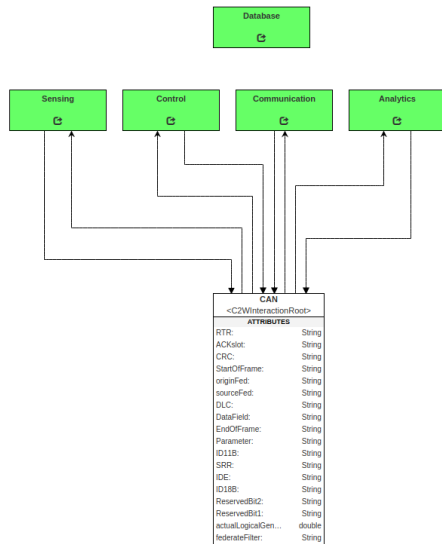 Database
Sensing
Control
Communication
Analytics
CAN
<C2WInteractionRoot>
ATTRIBUTES
RTR: String
ACKslot: String
CRC: String
StartOfFrame: String
originFed: String
sourceFed: String
DLC: String
DataField: String
EndOfFrame: String
Parameter: String
ID11B: String
SRR: String
IDE: String
ID18B: String
ReservedBit2: String
ReservedBit1: String
actualLogicalGen... double
federateFilter: String